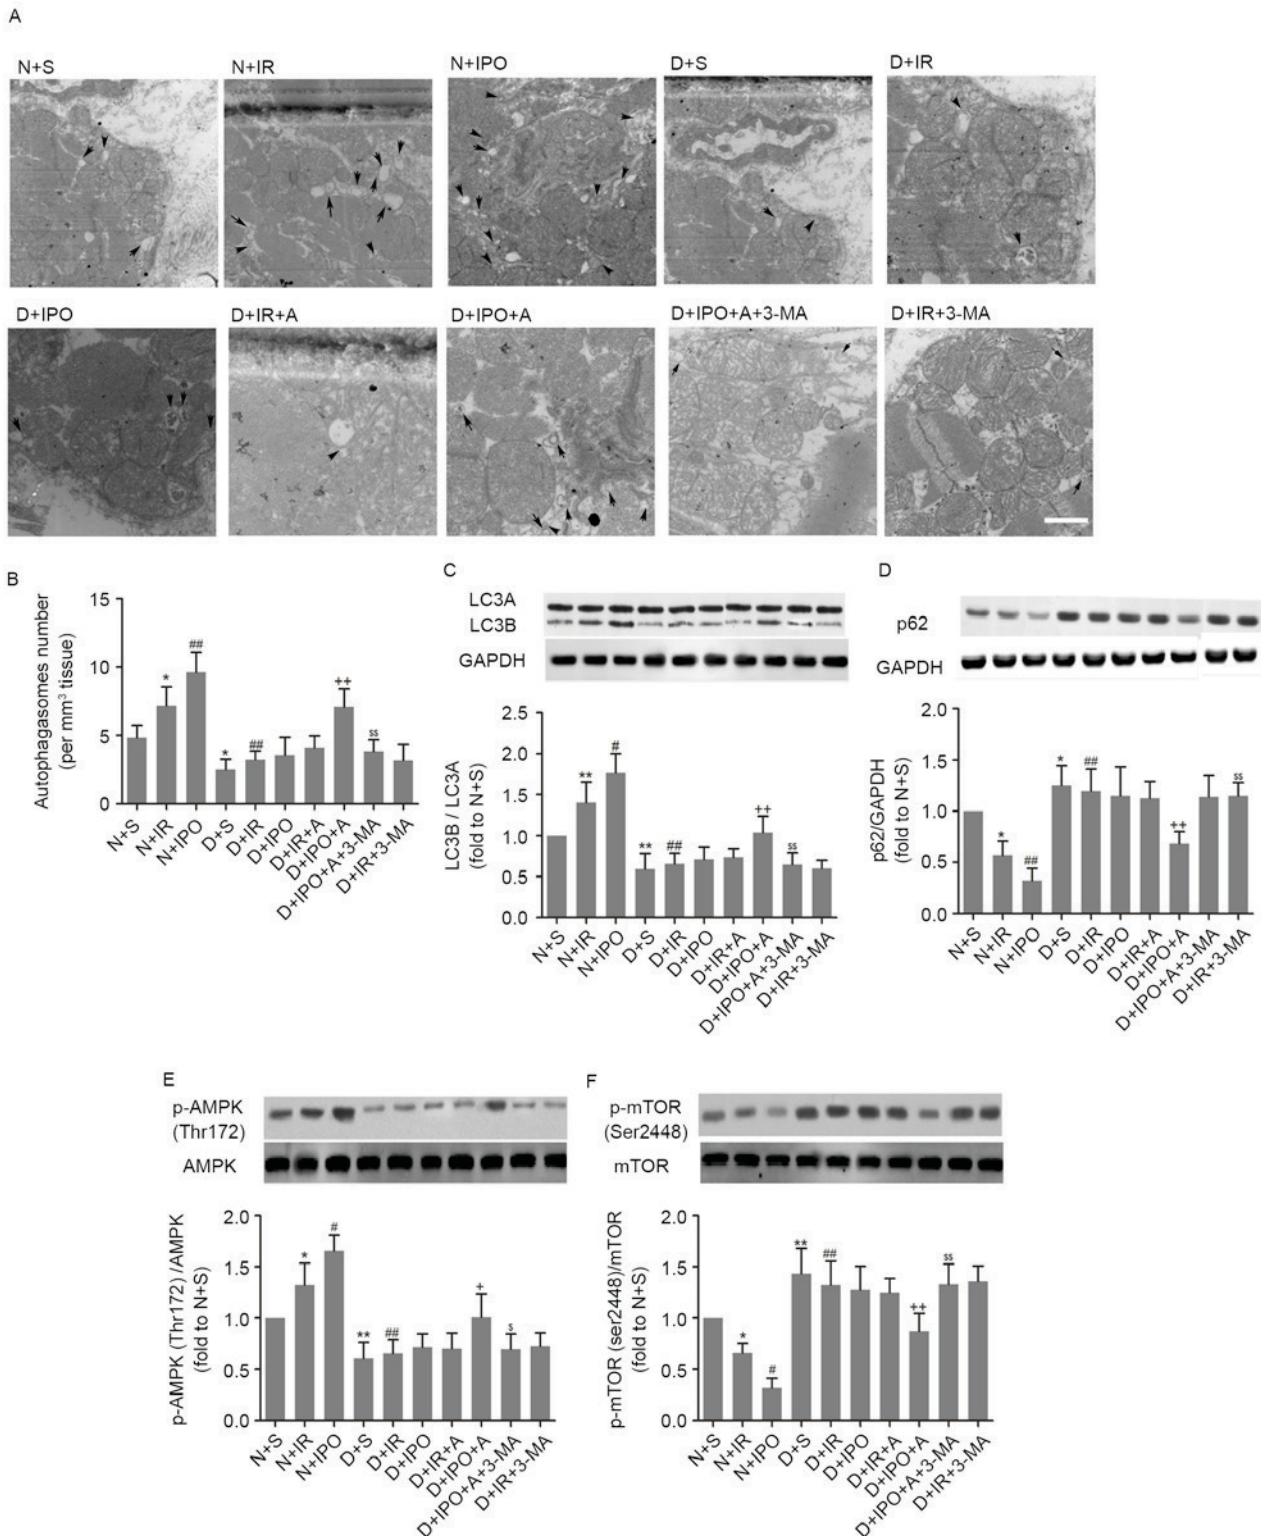 A
N+S
N+IR
N+IPO
D+S
D+IR
D+IPO
D+IR+A
D+IPO+A
D+IPO+A+3-MA
D+IR+3-MA
B
Autophagasomes number
(per mm³ tissue)
15
10
5
0
*
##
*
##
++
$$
N+S
N+IR
N+IPO
D+S
D+IR
D+IPO
D+IR+A
D+IPO+A
D+IPO+A+3-MA
D+IR+3-MA
C
LC3A
LC3B
GAPDH
LC3B / LC3A
(fold to N+S)
2.5
2.0
1.5
1.0
0.5
0.0
**
#
**
##
++
$$
N+S
N+IR
N+IPO
D+S
D+IR
D+IPO
D+IR+A
D+IPO+A
D+IPO+A+3-MA
D+IR+3-MA
D
p62
GAPDH
p62/GAPDH
(fold to N+S)
2.0
1.5
1.0
0.5
0.0
*
##
*
##
++
$$
N+S
N+IR
N+IPO
D+S
D+IR
D+IPO
D+IR+A
D+IPO+A
D+IPO+A+3-MA
D+IR+3-MA
E
p-AMPK
(Thr172)
AMPK
p-AMPK (Thr172) /AMPK
(fold to N+S)
2.0
1.5
1.0
0.5
0.0
*
#
**
##
+
$
N+S
N+IR
N+IPO
D+S
D+IR
D+IPO
D+IR+A
D+IPO+A
D+IPO+A+3-MA
D+IR+3-MA
F
p-mTOR
(Ser2448)
mTOR
p-mTOR (ser2448)/mTOR
(fold to N+S)
2.0
1.5
1.0
0.5
0.0
*
#
**
##
++
$$
N+S
N+IR
N+IPO
D+S
D+IR
D+IPO
D+IR+A
D+IPO+A
D+IPO+A+3-MA
D+IR+3-MA